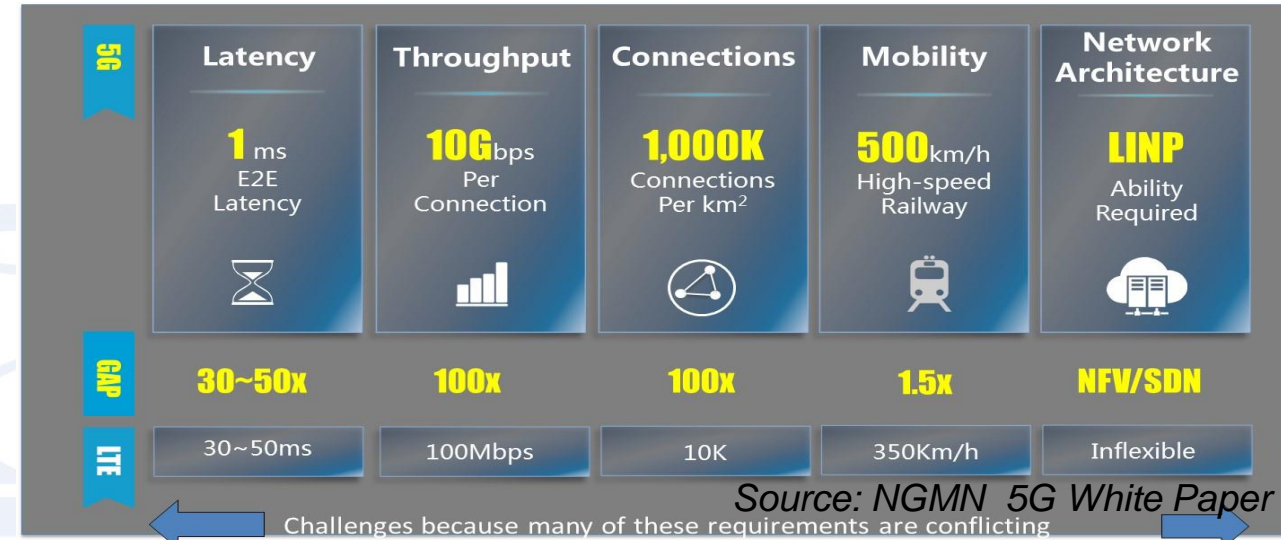 5G
Latency
1 ms
E2E
Latency
Throughput
10Gbps
Per
Connection
Connections
1,000K
Connections
Per km²
Mobility
500km/h
High-speed
Railway
Network
Architecture
LINP
Ability
Required
GAP
30~50x
100x
100x
1.5x
NFV/SDN
LTE
30~50ms
100Mbps
10K
350Km/h
Inflexible
Source: NGMN 5G White Paper
Challenges because many of these requirements are conflicting